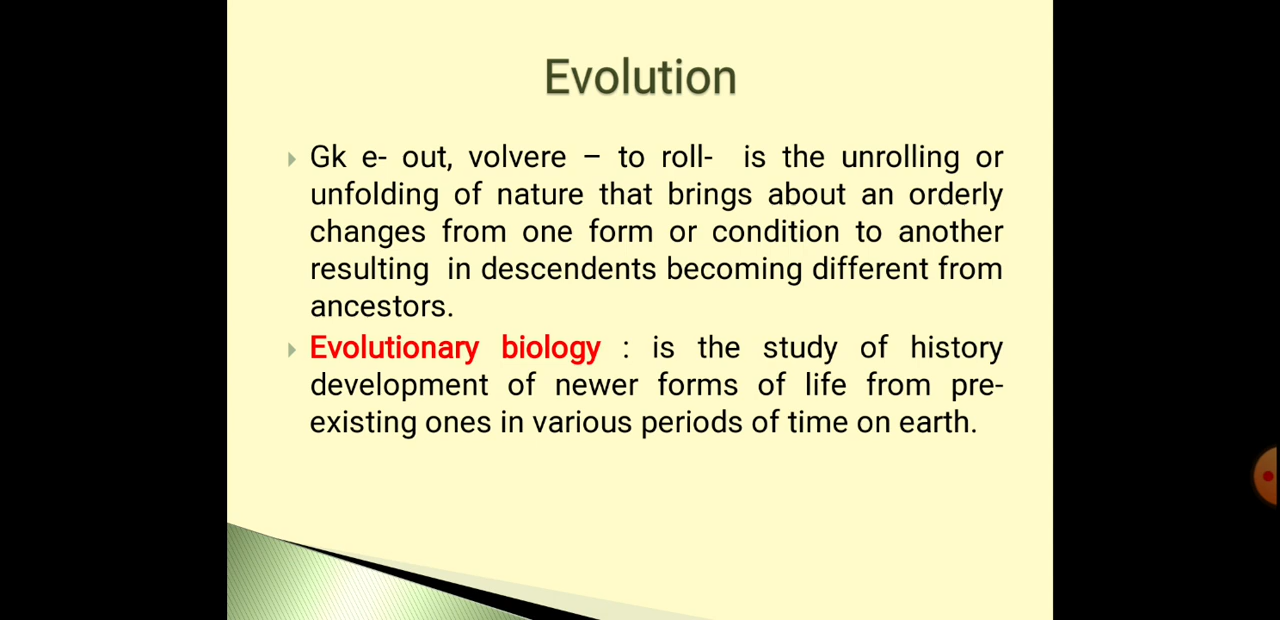 Evolution
Gk e- out, volvere – to roll- is the unrolling or
unfolding of nature that brings about an orderly
changes from one form or condition to another
resulting in descendents becoming different from
ancestors.
Evolutionary biology : is the study of history
development of newer forms of life from pre-
existing ones in various periods of time on earth.